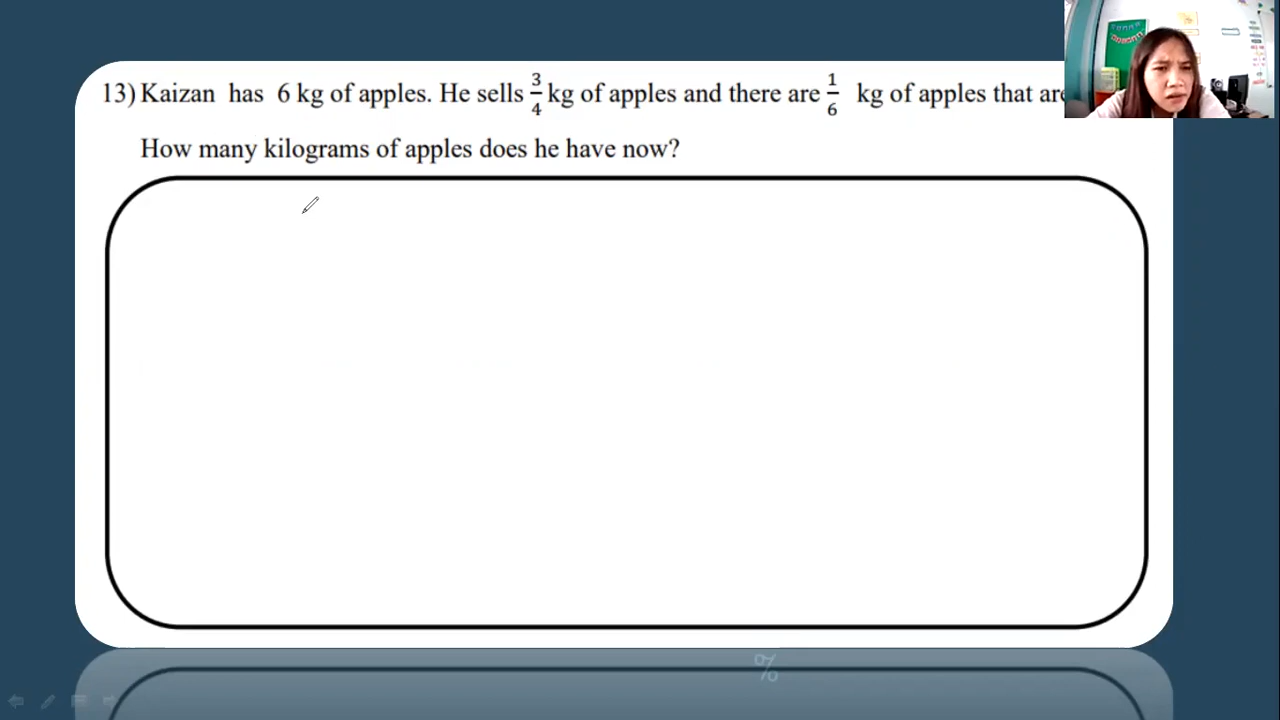 13) Kaizan has 6 kg of apples. He sells 3/4 kg of apples and there are 1/6 kg of apples that are
How many kilograms of apples does he have now?
%